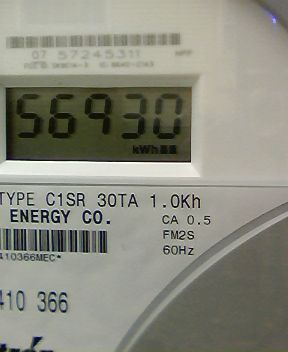 07 57245311
56930
kWh
TYPE C1SR 30TA 1.0Kh
ENERGY CO.
CA 0.5
FM2S
60Hz
410366MEC*
410 366